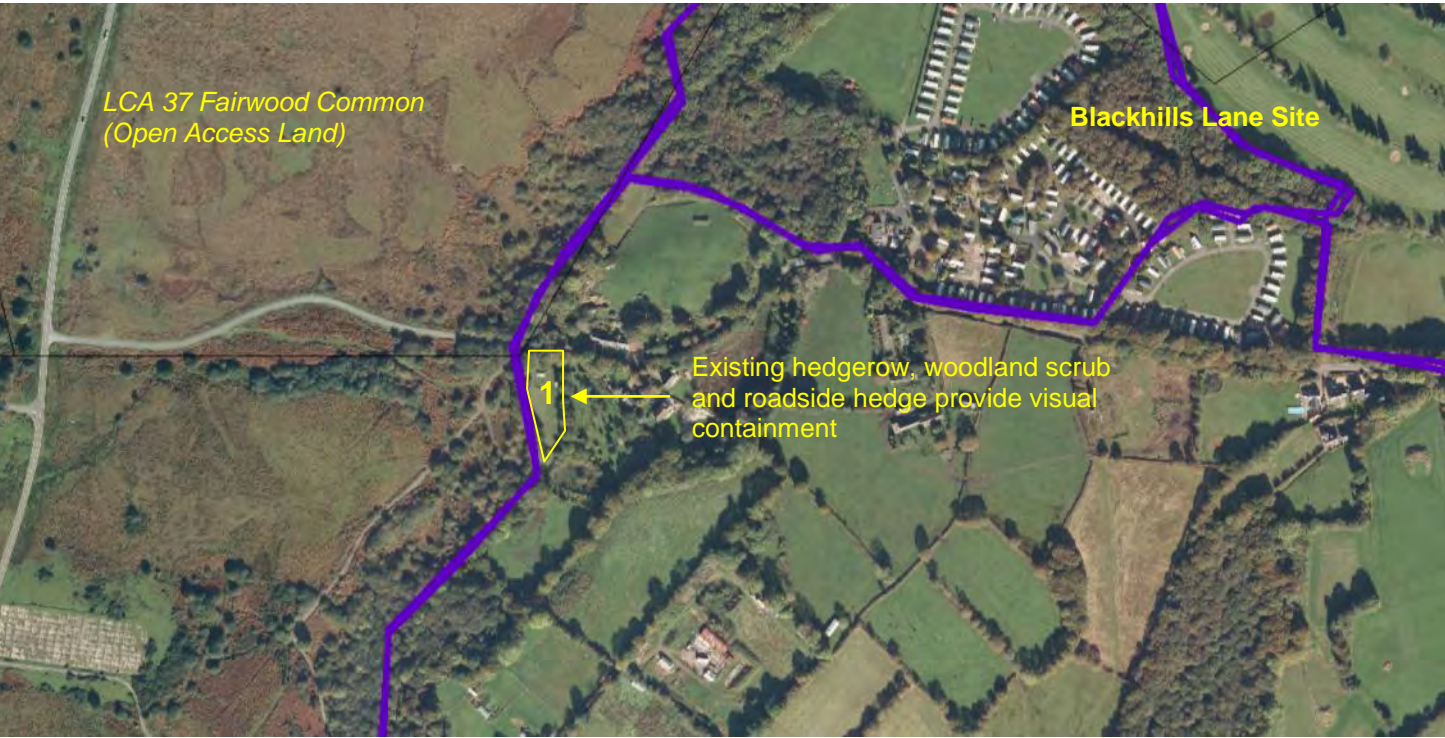 LCA 37 Fairwood Common
(Open Access Land)
Blackhills Lane Site
1
Existing hedgerow, woodland scrub
and roadside hedge provide visual
containment